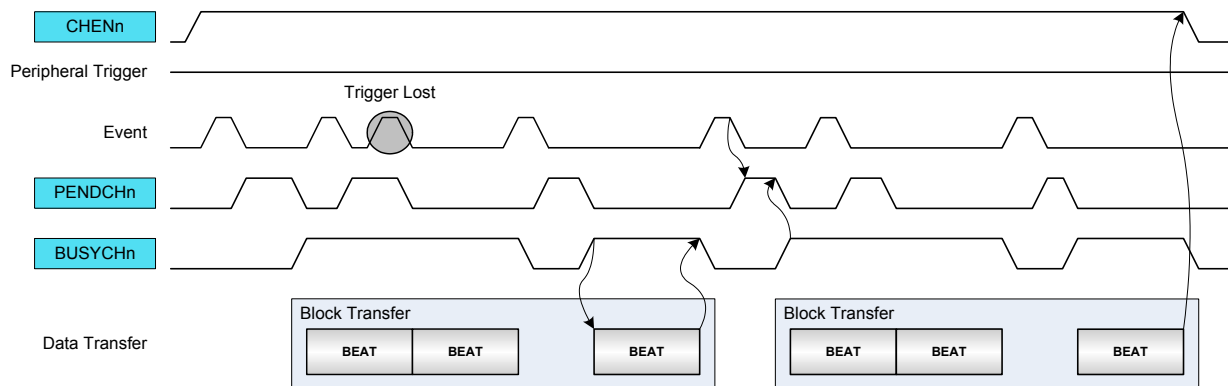 CHENn
Peripheral Trigger
Trigger Lost
Event
PENDCHn
BUSYCHn
Block Transfer
Block Transfer
Data Transfer
BEAT
BEAT
BEAT
BEAT
BEAT
BEAT